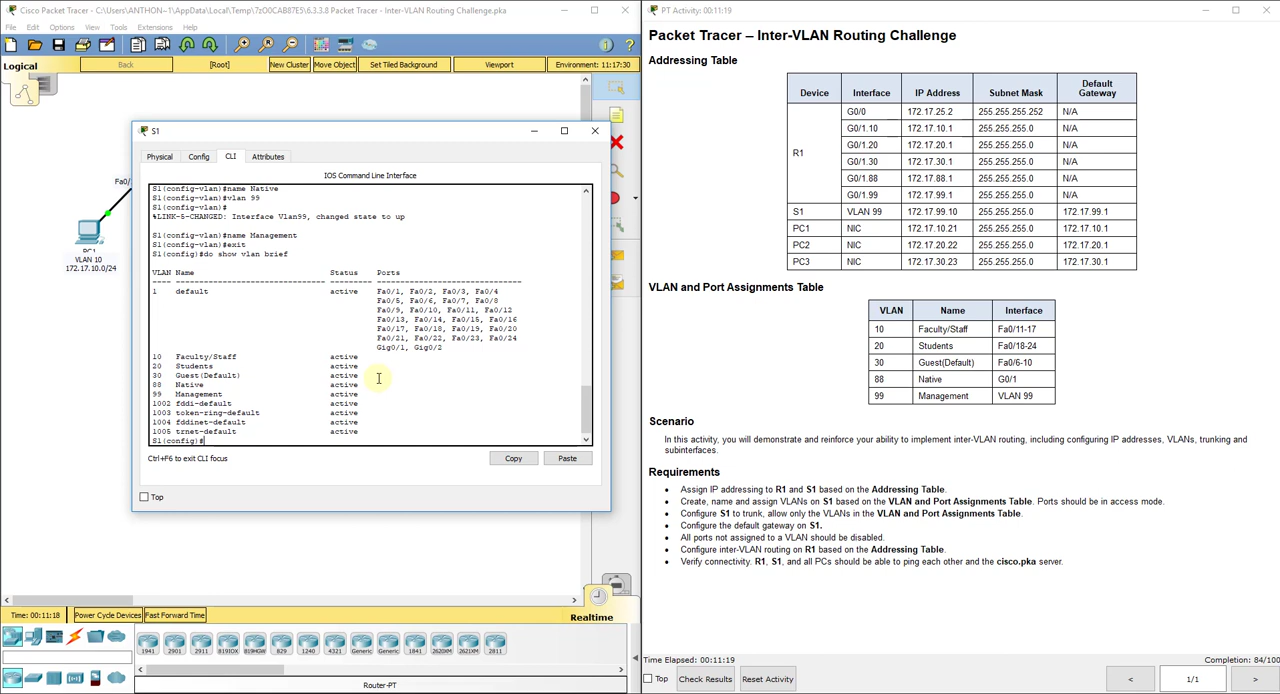 Cisco Packet Tracer - C:\Users\ANTHON~1\AppData\Local\Temp\7zO0CAB87E5\6.3.3.8 Packet Tracer - Inter-VLAN Routing Challenge.pka
File Edit Options View Tools Extensions Help
Logical Back [Root] New Cluster Move Object Set Tiled Background Viewport Environment: 11:17:30
Fa0/
PC1
VLAN 10
172.17.10.0/24
S1
Physical Config CLI Attributes
IOS Command Line Interface
S1(config-vlan)#name Native
S1(config-vlan)#vlan 99
S1(config-vlan)#
%LINK-5-CHANGED: Interface Vlan99, changed state to up
S1(config-vlan)#name Management
S1(config-vlan)#exit
S1(config)#do show vlan brief
VLAN Name Status Ports
---- -------------------------------- --------- -------------------------------
1 default active Fa0/1, Fa0/2, Fa0/3, Fa0/4
Fa0/5, Fa0/6, Fa0/7, Fa0/8
Fa0/9, Fa0/10, Fa0/11, Fa0/12
Fa0/13, Fa0/14, Fa0/15, Fa0/16
Fa0/17, Fa0/18, Fa0/19, Fa0/20
Fa0/21, Fa0/22, Fa0/23, Fa0/24
Gig0/1, Gig0/2
10 Faculty/Staff active
20 Students active
30 Guest(Default) active
88 Native active
99 Management active
1002 fddi-default active
1003 token-ring-default active
1004 fddinet-default active
1005 trnet-default active
S1(config)#
Ctrl+F6 to exit CLI focus
Copy Paste
Top
Time: 00:11:18 Power Cycle Devices Fast Forward Time Realtime
1941 2901 2911 819IOX 819HGW 829 1240 4321 Generic Generic 1841 2620XM 2621XM 2811
Router-PT
PT Activity: 00:11:19
Packet Tracer – Inter-VLAN Routing Challenge
Addressing Table
Device Interface IP Address Subnet Mask Default Gateway
R1 G0/0 172.17.25.2 255.255.255.252 N/A
G0/1.10 172.17.10.1 255.255.255.0 N/A
G0/1.20 172.17.20.1 255.255.255.0 N/A
G0/1.30 172.17.30.1 255.255.255.0 N/A
G0/1.88 172.17.88.1 255.255.255.0 N/A
G0/1.99 172.17.99.1 255.255.255.0 N/A
S1 VLAN 99 172.17.99.10 255.255.255.0 172.17.99.1
PC1 NIC 172.17.10.21 255.255.255.0 172.17.10.1
PC2 NIC 172.17.20.22 255.255.255.0 172.17.20.1
PC3 NIC 172.17.30.23 255.255.255.0 172.17.30.1
VLAN and Port Assignments Table
VLAN Name Interface
10 Faculty/Staff Fa0/11-17
20 Students Fa0/18-24
30 Guest(Default) Fa0/6-10
88 Native G0/1
99 Management VLAN 99
Scenario
In this activity, you will demonstrate and reinforce your ability to implement inter-VLAN routing, including configuring IP addresses, VLANs, trunking and
subinterfaces.
Requirements
• Assign IP addressing to R1 and S1 based on the Addressing Table.
• Create, name and assign VLANs on S1 based on the VLAN and Port Assignments Table. Ports should be in access mode.
• Configure S1 to trunk, allow only the VLANs in the VLAN and Port Assignments Table.
• Configure the default gateway on S1.
• All ports not assigned to a VLAN should be disabled.
• Configure inter-VLAN routing on R1 based on the Addressing Table.
• Verify connectivity. R1, S1, and all PCs should be able to ping each other and the cisco.pka server.
Time Elapsed: 00:11:19 Completion: 84/100
Top Check Results Reset Activity < 1/1 >